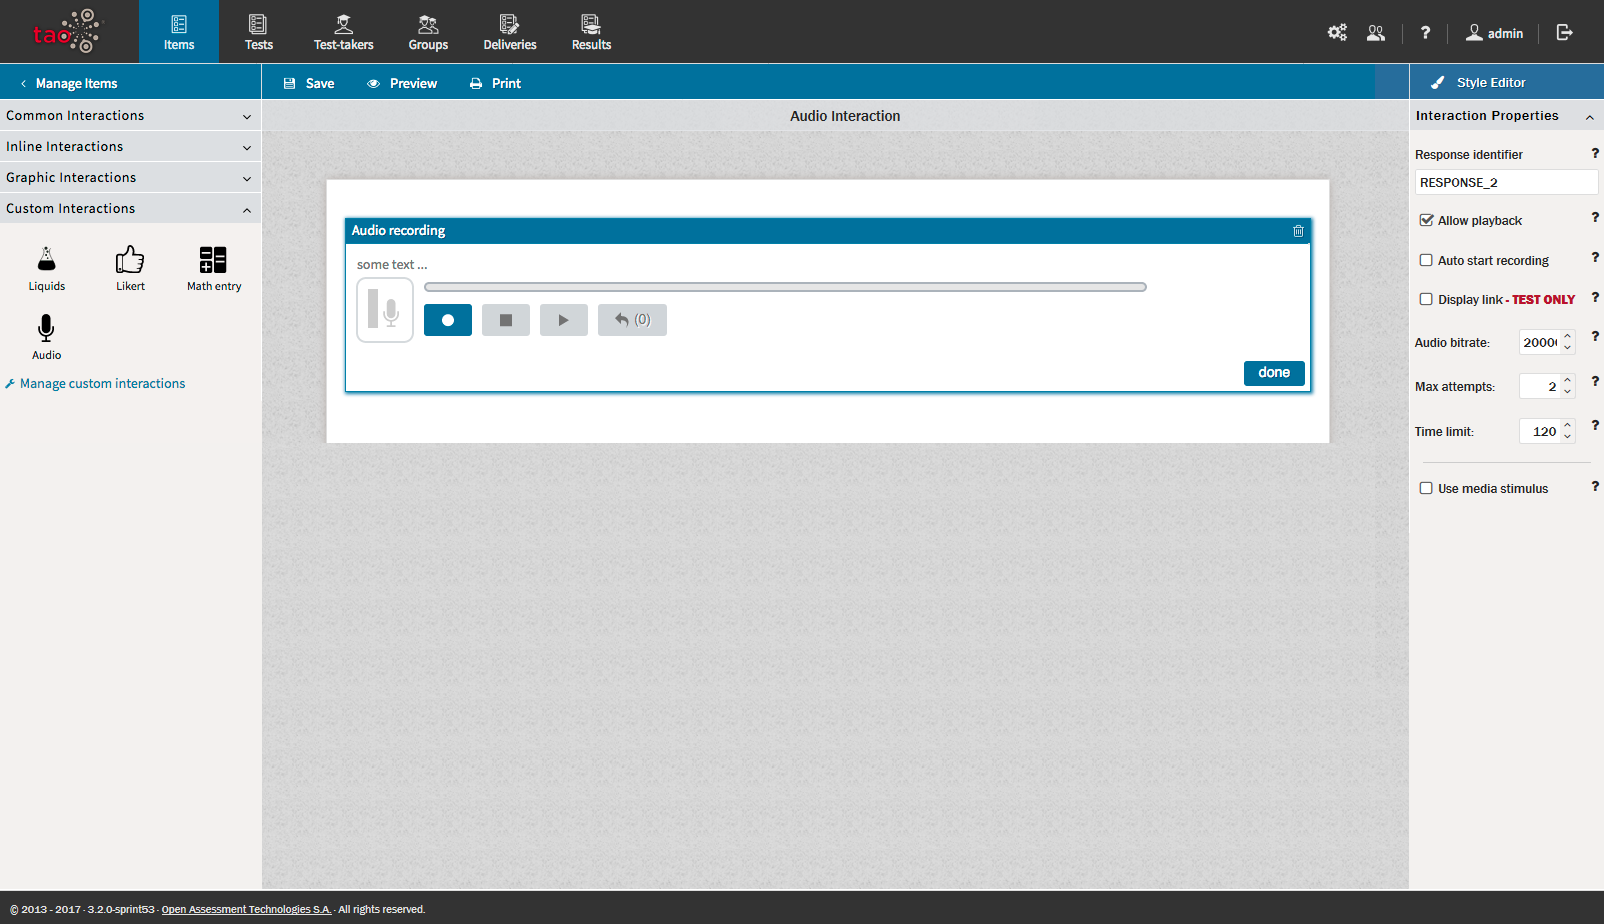 tao
Items
Tests
Test-takers
Groups
Deliveries
Results
?
admin
Manage Items
Save
Preview
Print
Style Editor
Common Interactions
Inline Interactions
Graphic Interactions
Custom Interactions
Liquids
Likert
Math entry
Audio
Manage custom interactions
Audio Interaction
Audio recording
some text ...
(0)
done
Interaction Properties
Response identifier ?
RESPONSE_2
Allow playback ?
Auto start recording ?
Display link - TEST ONLY ?
Audio bitrate: 2000 ?
Max attempts: 2 ?
Time limit: 120 ?
Use media stimulus ?
© 2013 - 2017 · 3.2.0-sprint53 · Open Assessment Technologies S.A. · All rights reserved.